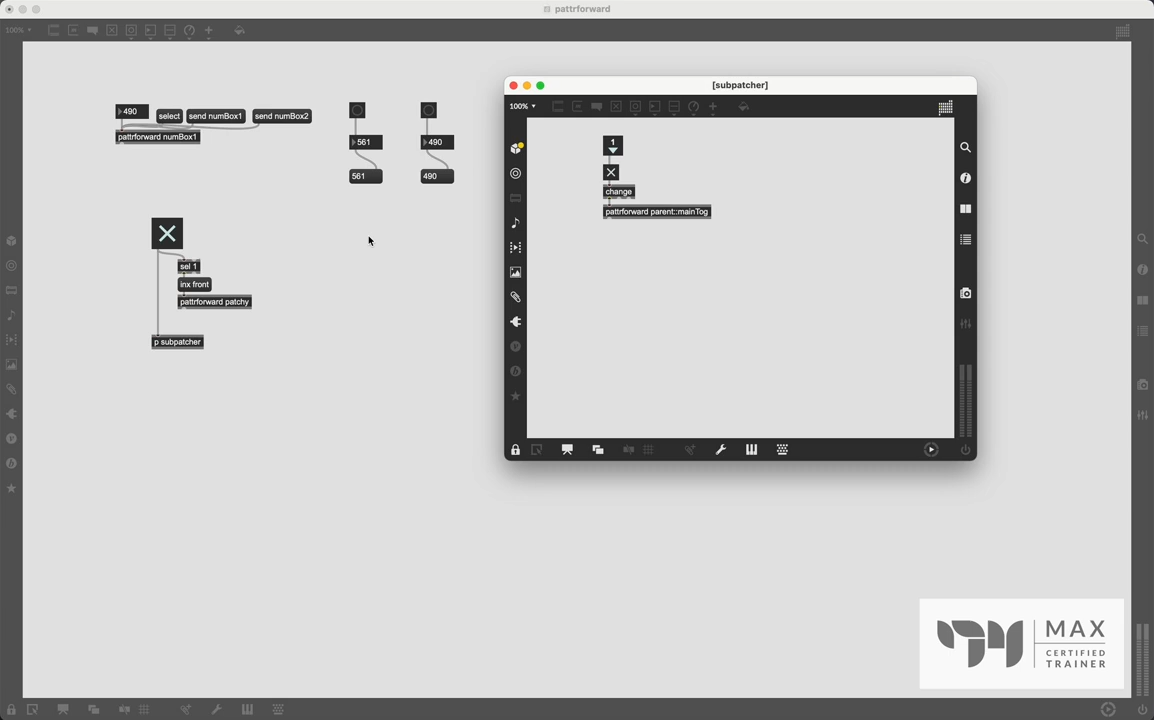 pattrforward
100%
490
select
send numBox1
send numBox2
pattrforward numBox1
561
490
561
490
sel 1
inx front
pattrforward patchy
p subpatcher
[subpatcher]
100%
1
change
pattrforward parent::mainTog
MAX
CERTIFIED
TRAINER